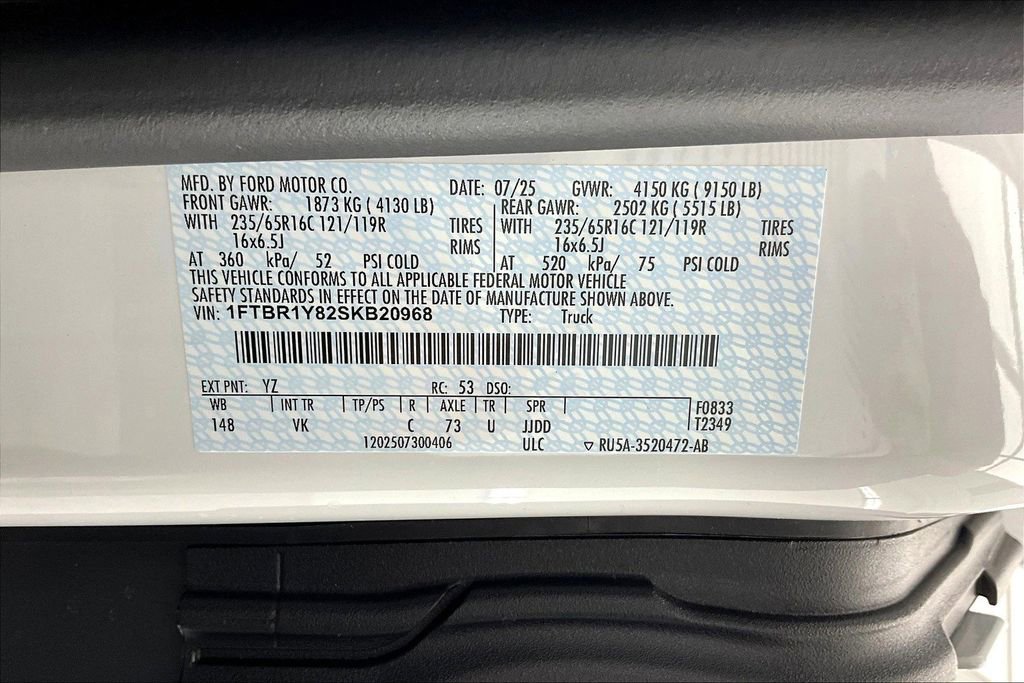 MFD. BY FORD MOTOR CO. DATE: 07/25 GVWR: 4150 KG ( 9150 LB)
FRONT GAWR: 1873 KG ( 4130 LB) REAR GAWR: 2502 KG ( 5515 LB)
WITH 235/65R16C 121/119R TIRES WITH 235/65R16C 121/119R TIRES
16x6.5J RIMS 16x6.5J RIMS
AT 360 kPa/ 52 PSI COLD AT 520 kPa/ 75 PSI COLD
THIS VEHICLE CONFORMS TO ALL APPLICABLE FEDERAL MOTOR VEHICLE
SAFETY STANDARDS IN EFFECT ON THE DATE OF MANUFACTURE SHOWN ABOVE.
VIN: 1FTBR1Y82SKB20968 TYPE: Truck
EXT PNT: YZ RC: 53 DSO:
WB INT TR TP/PS R AXLE TR SPR F0833
148 VK C 73 U JJDD T2349
1202507300406 ULC ▽ RU5A-3520472-AB